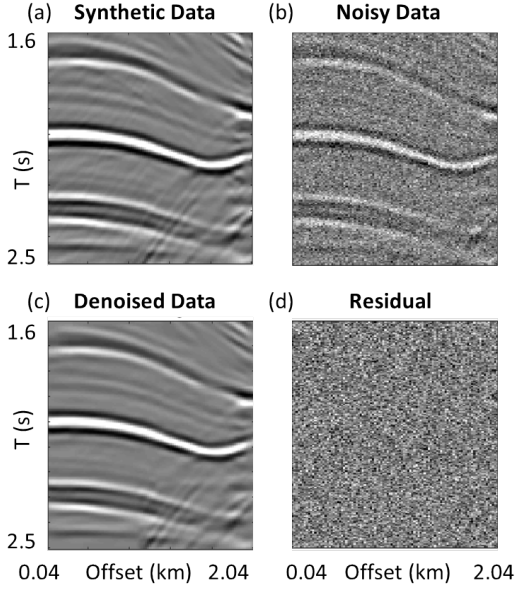 (a) Synthetic Data
(b) Noisy Data
1.6
T (s)
2.5
(c) Denoised Data
(d) Residual
1.6
T (s)
2.5
0.04 Offset (km) 2.04
0.04 Offset (km) 2.04